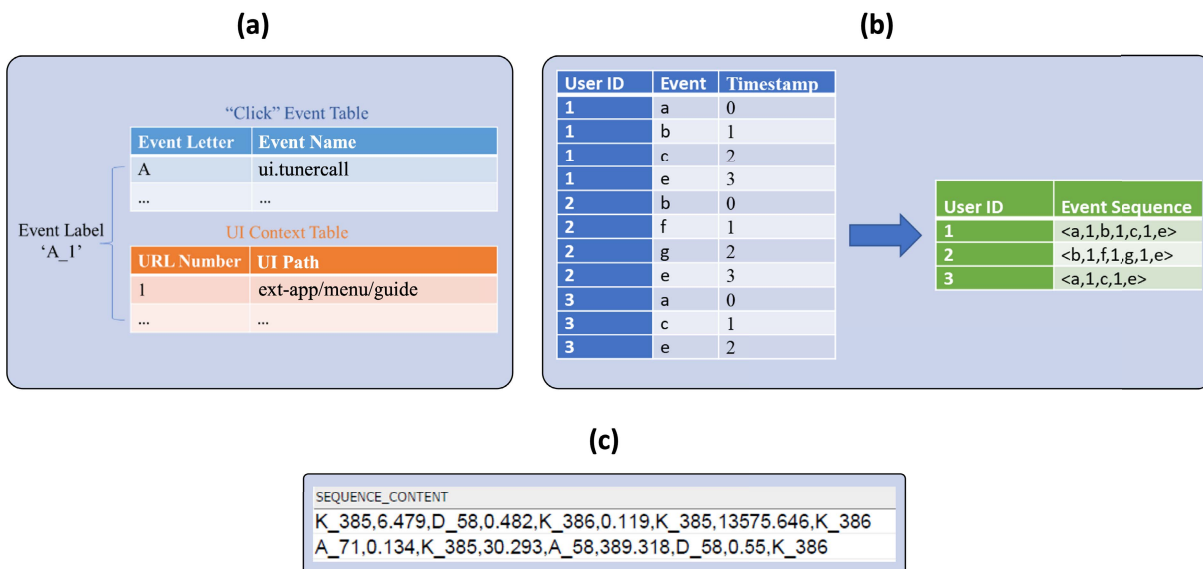 (a)
“Click” Event Table
Event Letter Event Name
A ui.tunercall
... ...
Event Label
‘A_1’
UI Context Table
URL Number UI Path
1 ext-app/menu/guide
... ...
(b)
User ID Event Timestamp
1 a 0
1 b 1
1 c 2
1 e 3
2 b 0
2 f 1
2 g 2
2 e 3
3 a 0
3 c 1
3 e 2
User ID Event Sequence
1 <a,1,b,1,c,1,e>
2 <b,1,f,1,g,1,e>
3 <a,1,c,1,e>
(c)
SEQUENCE_CONTENT
K_385,6.479,D_58,0.482,K_386,0.119,K_385,13575.646,K_386
A_71,0.134,K_385,30.293,A_58,389.318,D_58,0.55,K_386